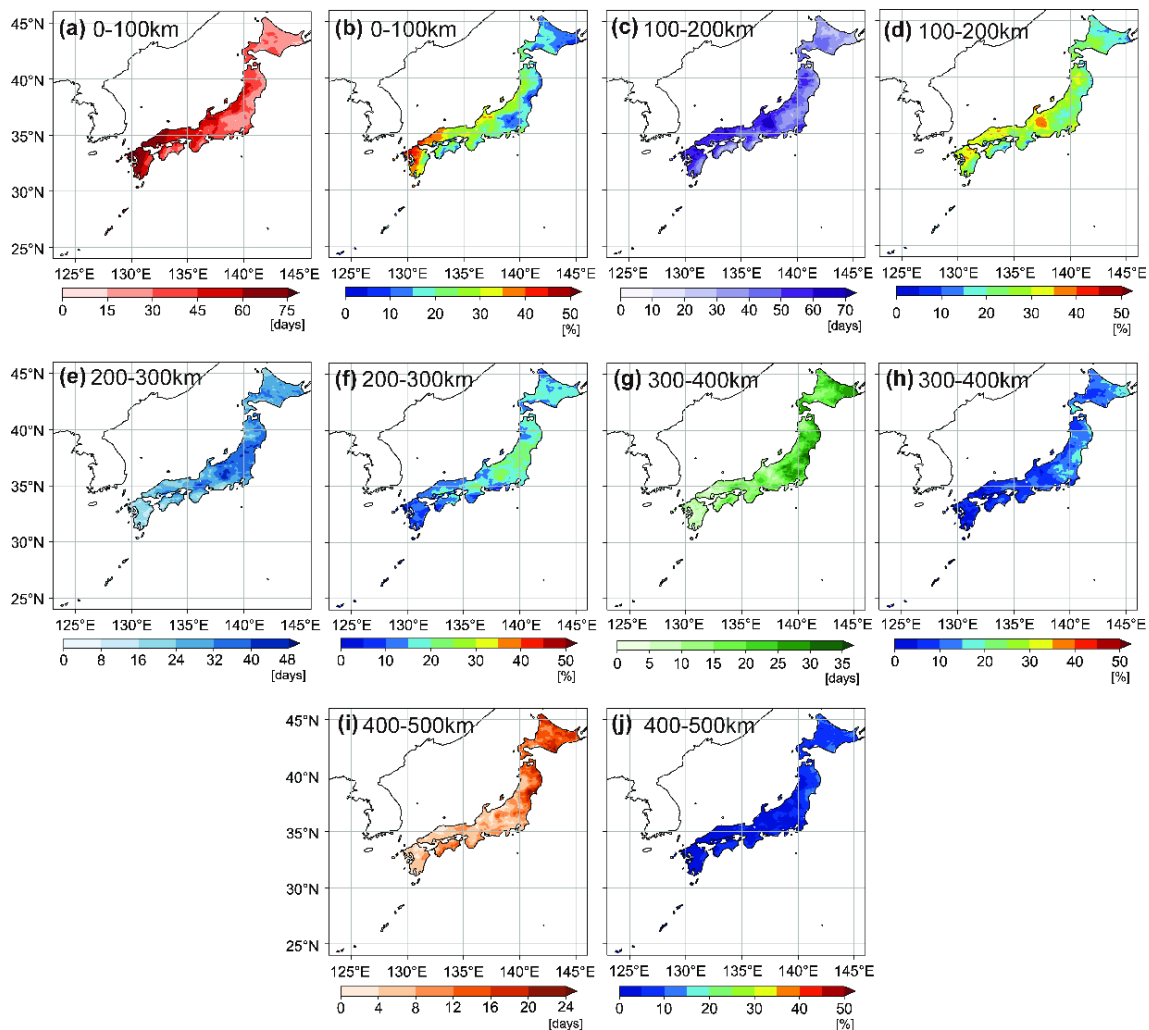 (a) 0-100km
(b) 0-100km
(c) 100-200km
(d) 100-200km
45°N
40°N
35°N
30°N
25°N
125°E 130°E 135°E 140°E 145°E
125°E 130°E 135°E 140°E 145°E
125°E 130°E 135°E 140°E 145°E
125°E 130°E 135°E 140°E 145°E
0 15 30 45 60 75
[days]
0 10 20 30 40 50
[%]
0 10 20 30 40 50 60 70
[days]
0 10 20 30 40 50
[%]
(e) 200-300km
(f) 200-300km
(g) 300-400km
(h) 300-400km
45°N
40°N
35°N
30°N
25°N
125°E 130°E 135°E 140°E 145°E
125°E 130°E 135°E 140°E 145°E
125°E 130°E 135°E 140°E 145°E
125°E 130°E 135°E 140°E 145°E
0 8 16 24 32 40 48
[days]
0 10 20 30 40 50
[%]
0 5 10 15 20 25 30 35
[days]
0 10 20 30 40 50
[%]
(i) 400-500km
(j) 400-500km
45°N
40°N
35°N
30°N
25°N
125°E 130°E 135°E 140°E 145°E
125°E 130°E 135°E 140°E 145°E
0 4 8 12 16 20 24
[days]
0 10 20 30 40 50
[%]